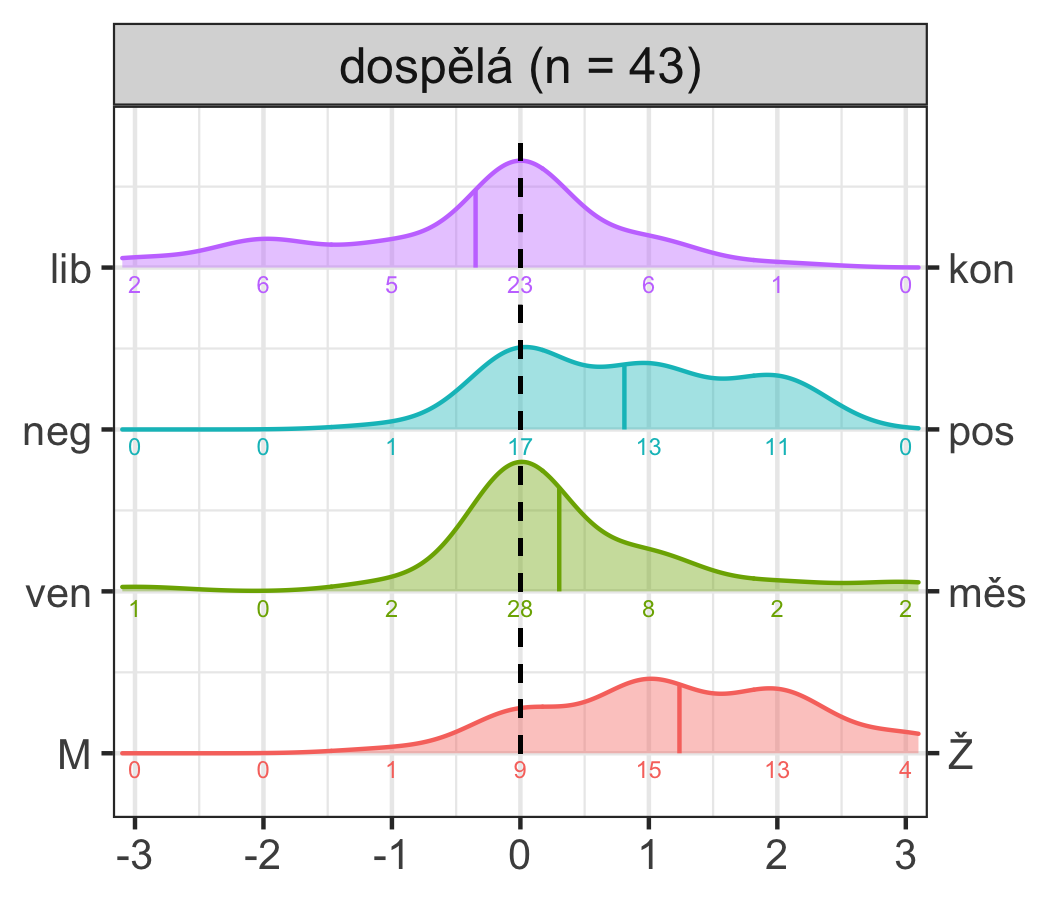 dospělá (n = 43)
lib kon
2 6 5 23 6 1 0
neg pos
0 0 1 17 13 11 0
ven měs
1 0 2 28 8 2 2
M Ž
0 0 1 9 15 13 4
-3 -2 -1 0 1 2 3